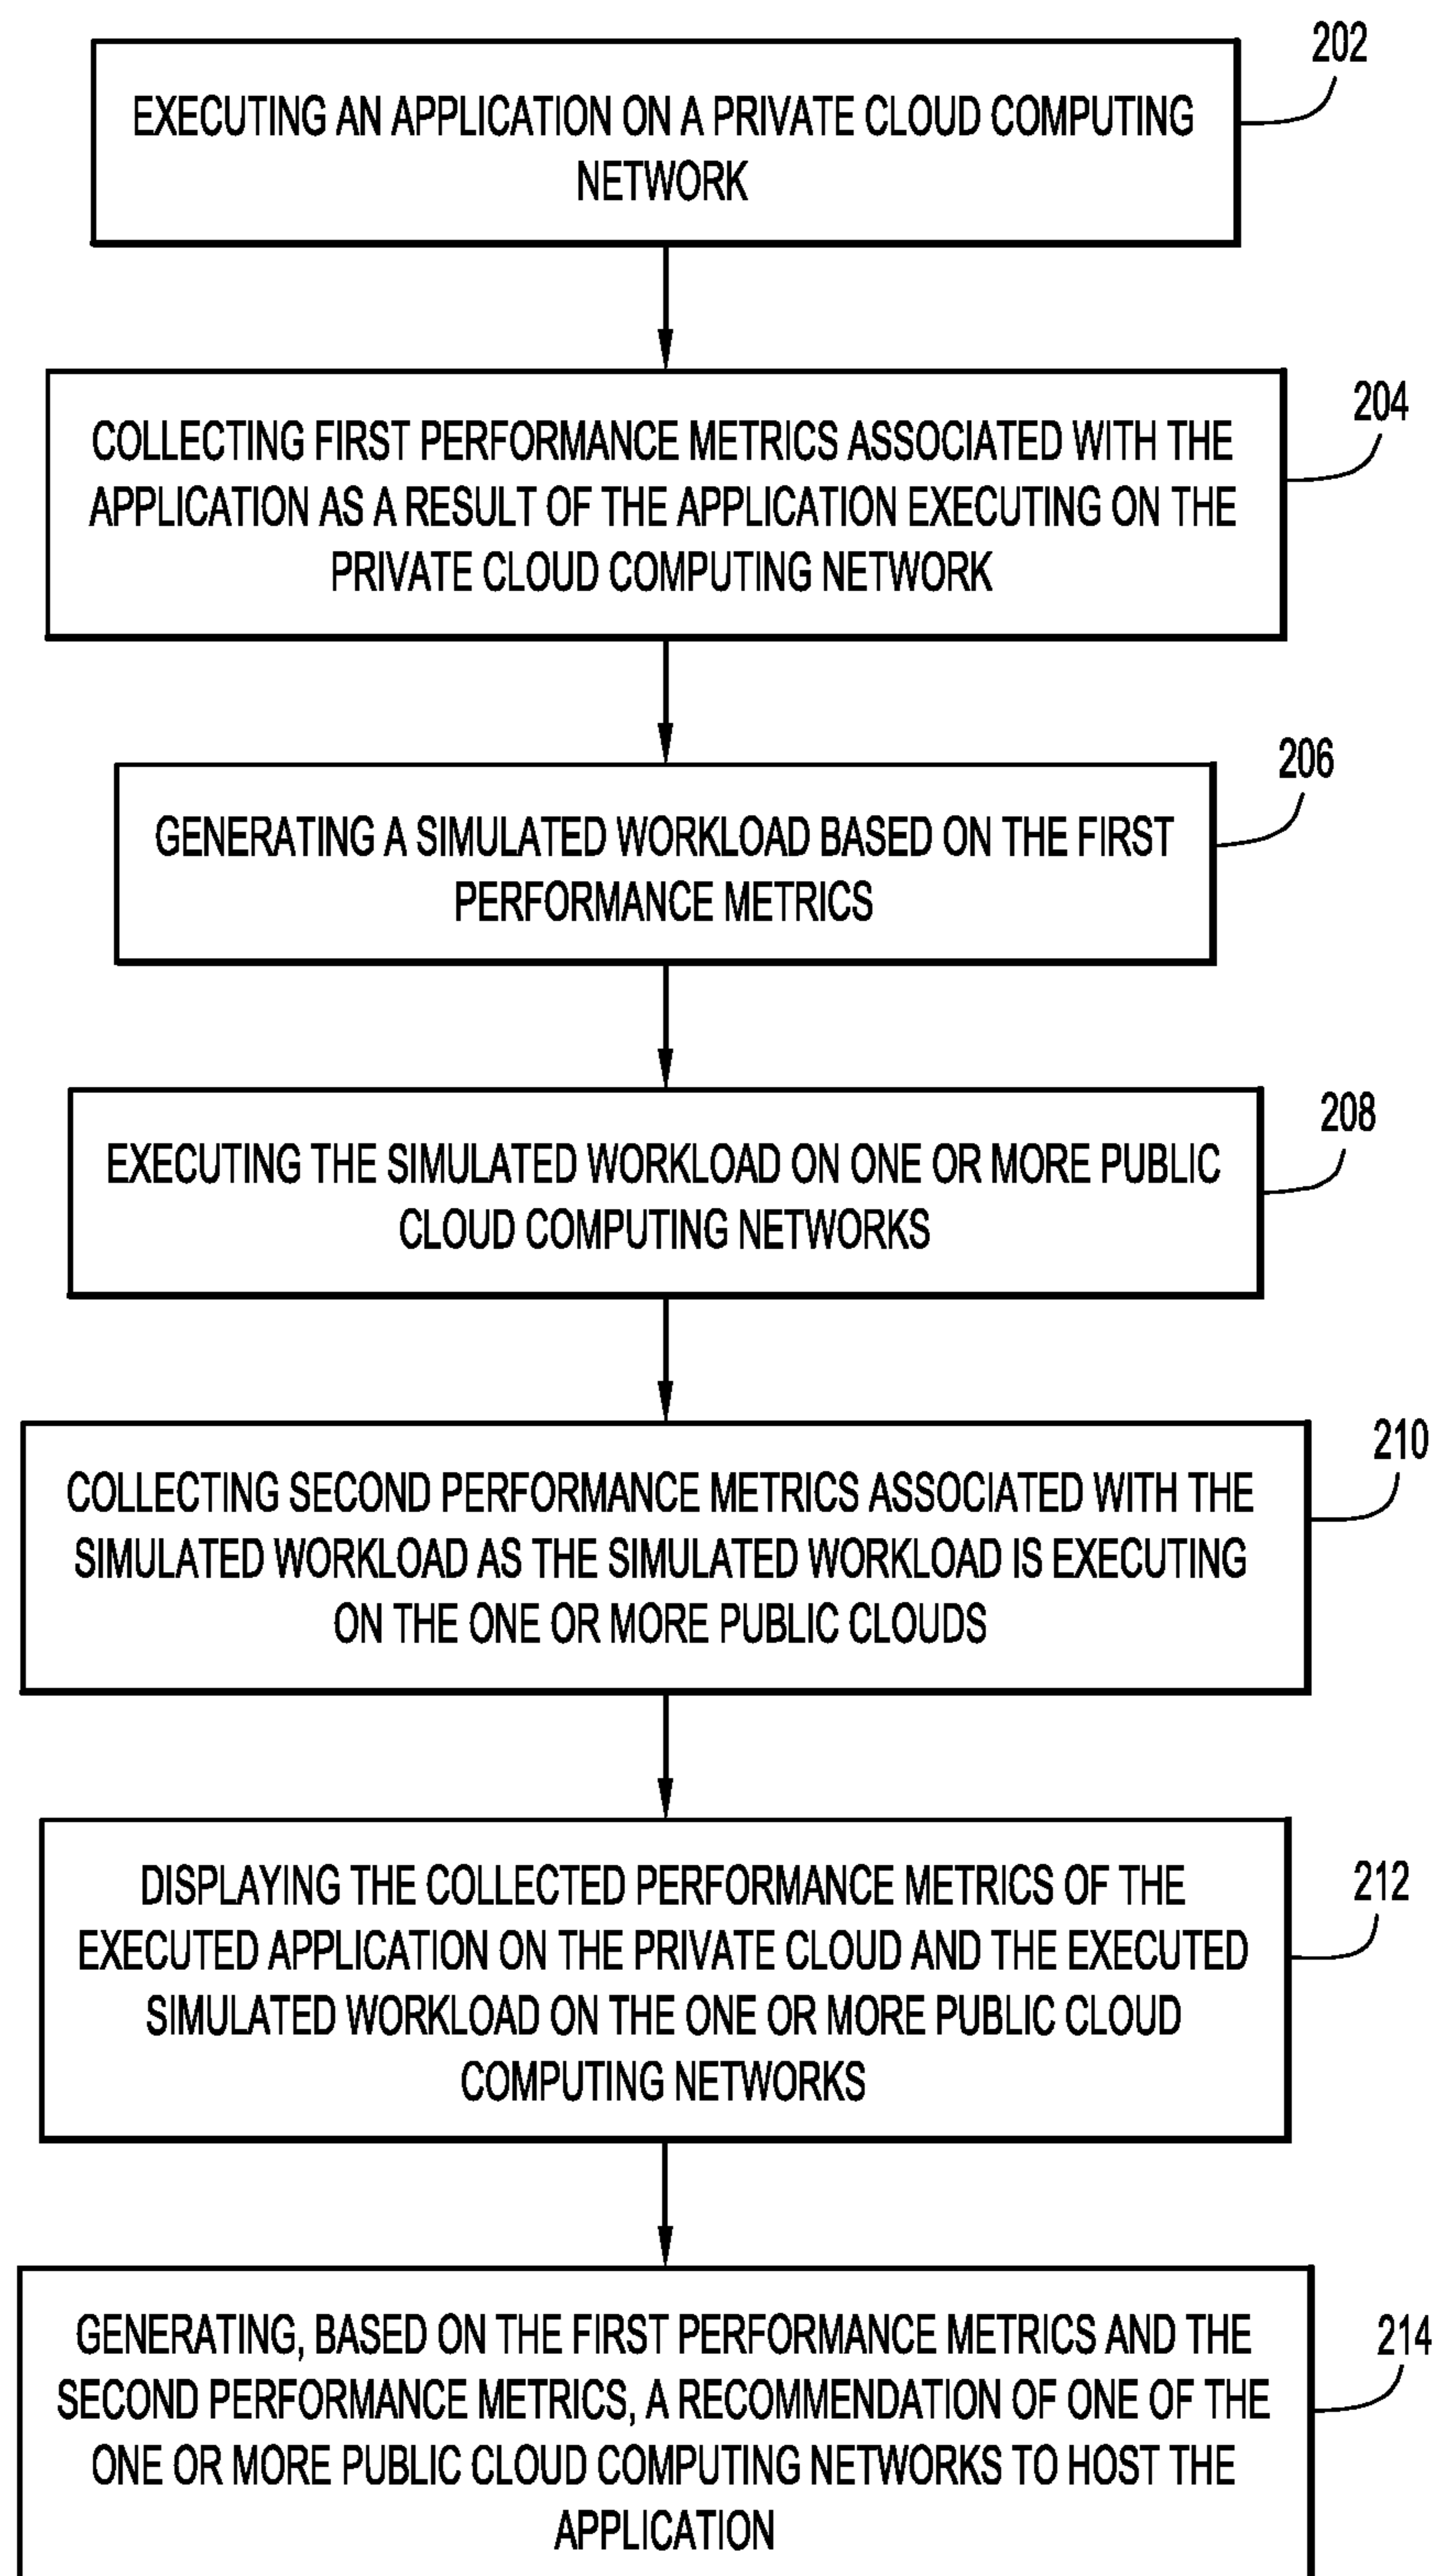 202
EXECUTING AN APPLICATION ON A PRIVATE CLOUD COMPUTING
NETWORK
204
COLLECTING FIRST PERFORMANCE METRICS ASSOCIATED WITH THE
APPLICATION AS A RESULT OF THE APPLICATION EXECUTING ON THE
PRIVATE CLOUD COMPUTING NETWORK
206
GENERATING A SIMULATED WORKLOAD BASED ON THE FIRST
PERFORMANCE METRICS
208
EXECUTING THE SIMULATED WORKLOAD ON ONE OR MORE PUBLIC
CLOUD COMPUTING NETWORKS
210
COLLECTING SECOND PERFORMANCE METRICS ASSOCIATED WITH THE
SIMULATED WORKLOAD AS THE SIMULATED WORKLOAD IS EXECUTING
ON THE ONE OR MORE PUBLIC CLOUDS
212
DISPLAYING THE COLLECTED PERFORMANCE METRICS OF THE
EXECUTED APPLICATION ON THE PRIVATE CLOUD AND THE EXECUTED
SIMULATED WORKLOAD ON THE ONE OR MORE PUBLIC CLOUD
COMPUTING NETWORKS
214
GENERATING, BASED ON THE FIRST PERFORMANCE METRICS AND THE
SECOND PERFORMANCE METRICS, A RECOMMENDATION OF ONE OF THE
ONE OR MORE PUBLIC CLOUD COMPUTING NETWORKS TO HOST THE
APPLICATION